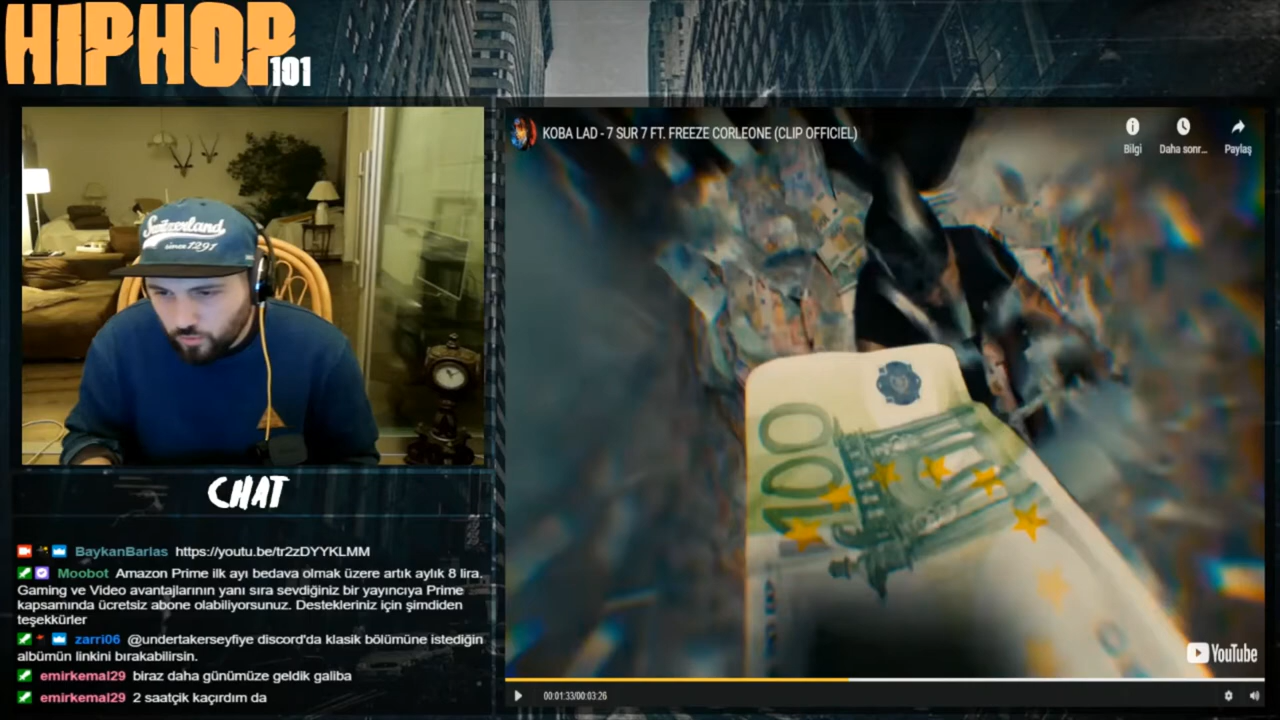 HIPHOP
101
KOBA LAD - 7 SUR 7 FT. FREEZE CORLEONE (CLIP OFFICIEL)
Bilgi
Daha sonr...
Paylaş
Switzerland
since 1291
100
YouTube
00:01:33/00:03:26
CHAT
BaykanBarlas https://youtu.be/tr2zDYYKLMM
Moobot Amazon Prime ilk ayı bedava olmak üzere artık aylık 8 lira.
Gaming ve Video avantajlarının yanı sıra sevdiğiniz bir yayıncıya Prime
kapsamında ücretsiz abone olabiliyorsunuz. Destekleriniz için şimdiden
teşekkürler
zarri06 @undertakerseyfiye discord'da klasik bölümüne istediğin
albümün linkini bırakabilirsin.
emirkemal29 biraz daha günümüze geldik galiba
emirkemal29 2 saatçik kaçırdım da